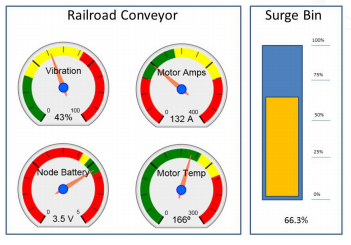 Railroad Conveyor
Surge Bin
Vibration
0 100
43%
Motor Amps
0 400
132 A
Node Battery
0 5
3.5 V
Motor Temp
0 300
166º
100%
75%
50%
25%
0%
66.3%